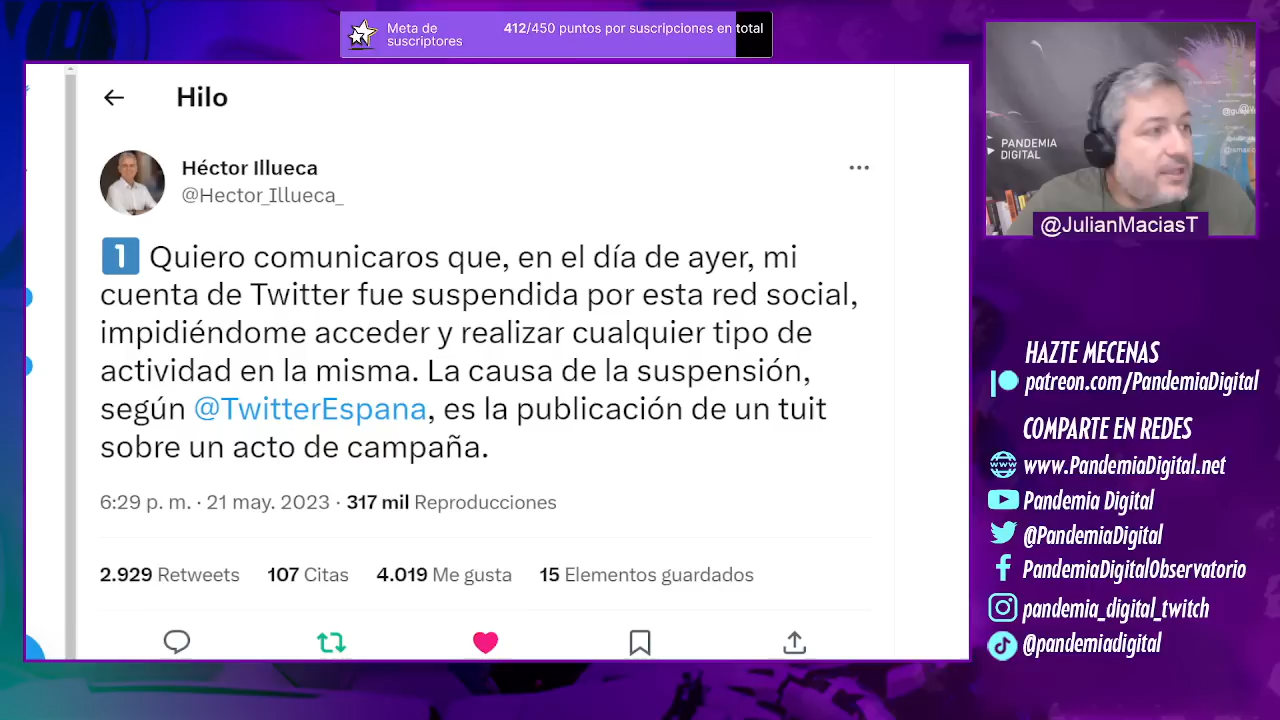 Meta de
suscriptores
412/450 puntos por suscripciones en total
Hilo
Héctor Illueca
@Hector_Illueca_
1 Quiero comunicaros que, en el día de ayer, mi
cuenta de Twitter fue suspendida por esta red social,
impidiéndome acceder y realizar cualquier tipo de
actividad en la misma. La causa de la suspensión,
según @TwitterEspana, es la publicación de un tuit
sobre un acto de campaña.
6:29 p. m. · 21 may. 2023 · 317 mil Reproducciones
2.929 Retweets 107 Citas 4.019 Me gusta 15 Elementos guardados
PANDEMIA
DIGITAL
@JulianMaciasT
HAZTE MECENAS
patreon.com/PandemiaDigital
COMPARTE EN REDES
www.PandemiaDigital.net
Pandemia Digital
@PandemiaDigital
PandemiaDigitalObservatorio
pandemia_digital_twitch
@pandemiadigital